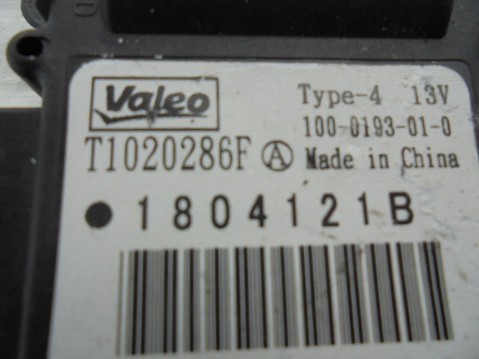 Valeo
Type-4 13V
100-0193-01-0
T1020286F Ⓐ Made in China
●1804121B